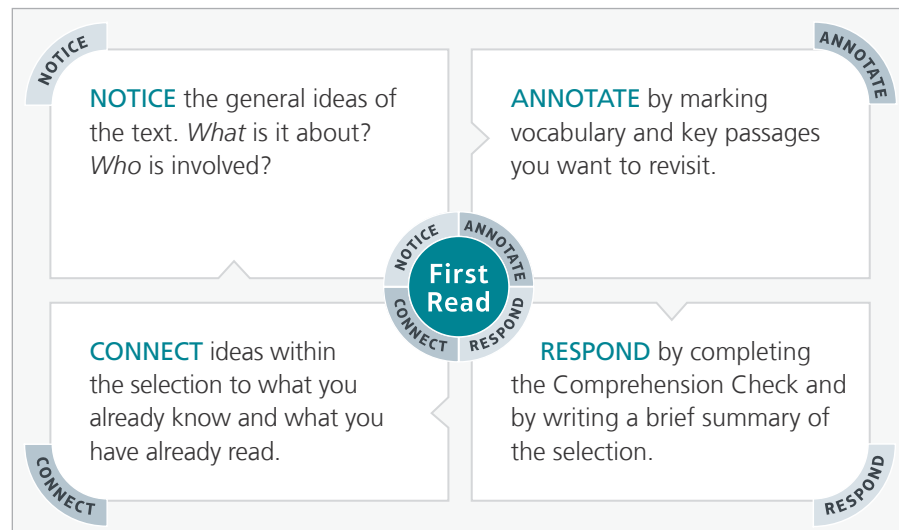 NOTICE
NOTICE the general ideas of
the text. What is it about?
Who is involved?
ANNOTATE
ANNOTATE by marking
vocabulary and key passages
you want to revisit.
NOTICE
ANNOTATE
First
Read
CONNECT
RESPOND
CONNECT ideas within
the selection to what you
already know and what you
have already read.
CONNECT
RESPOND by completing
the Comprehension Check and
by writing a brief summary of
the selection.
RESPOND